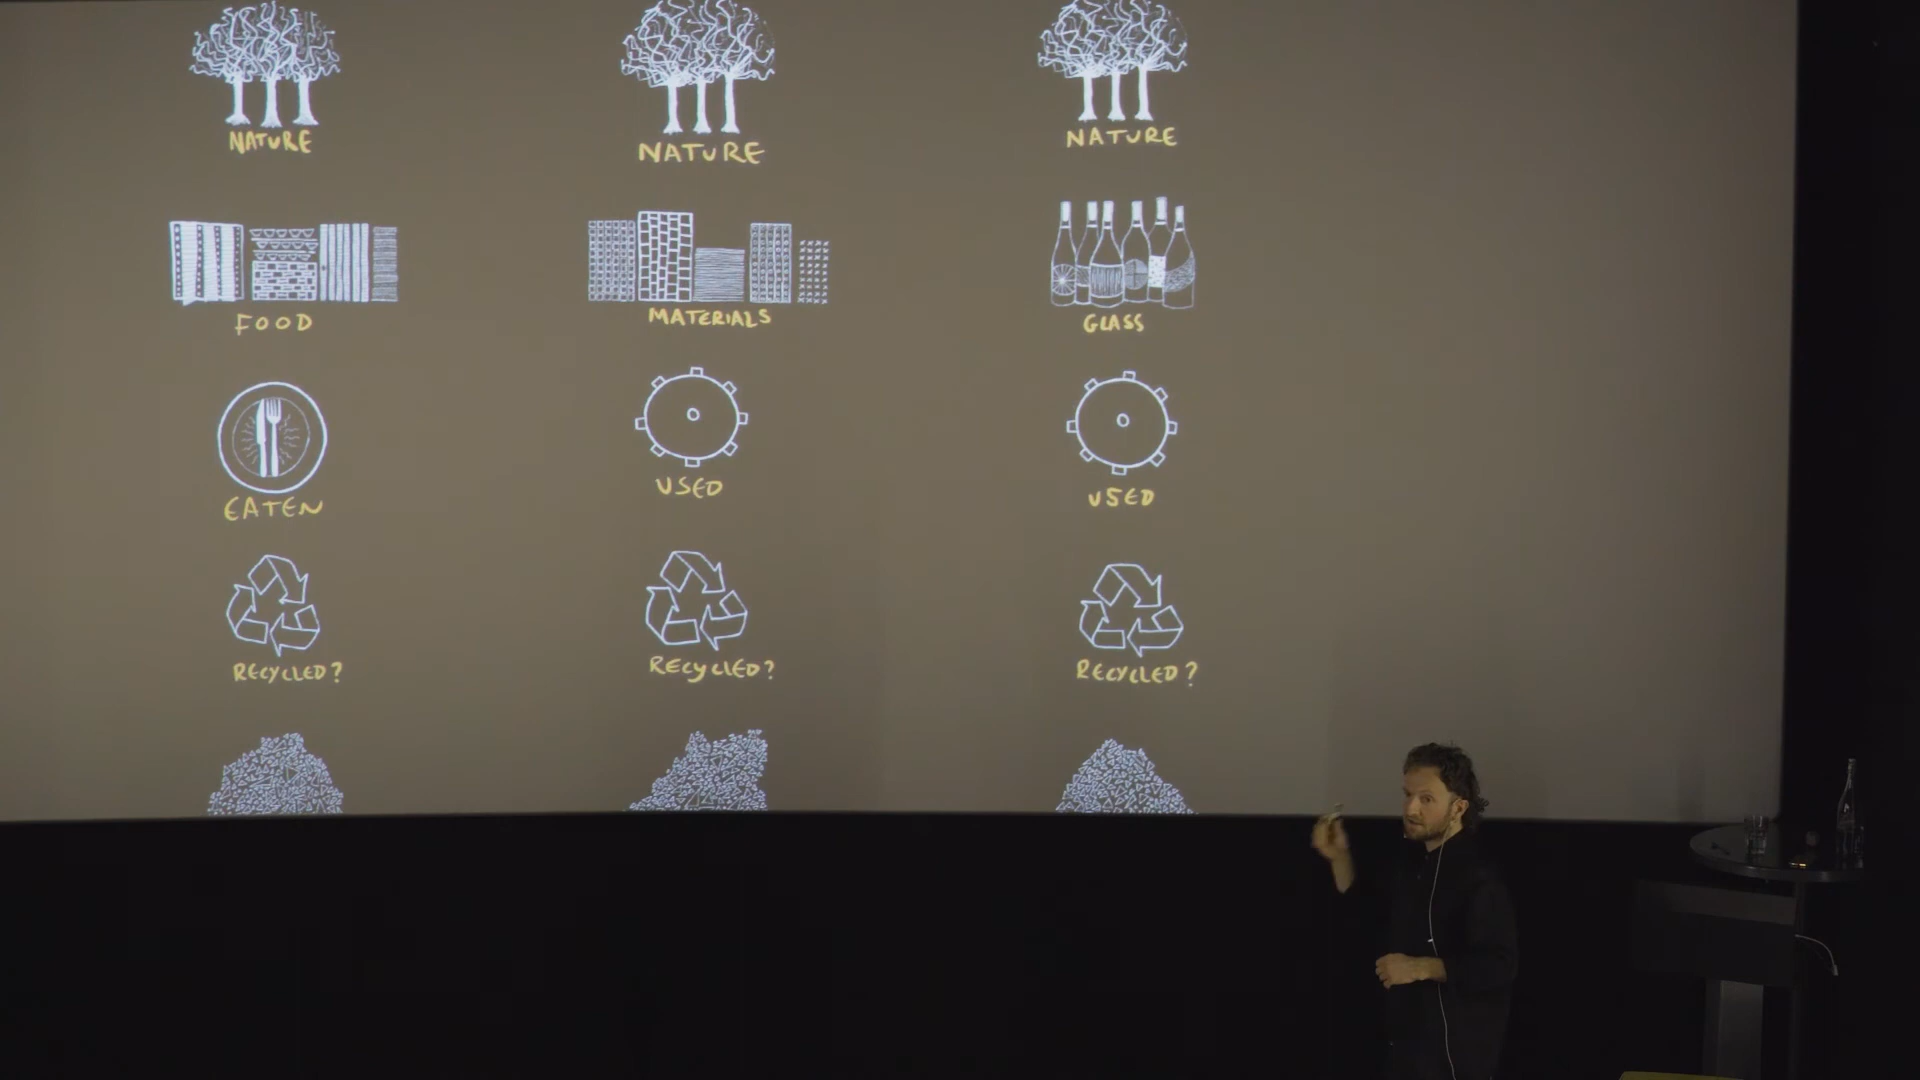 NATURE
NATURE
NATURE
FOOD
MATERIALS
GLASS
EATEN
USED
USED
RECYCLED?
RECYCLED?
RECYCLED?